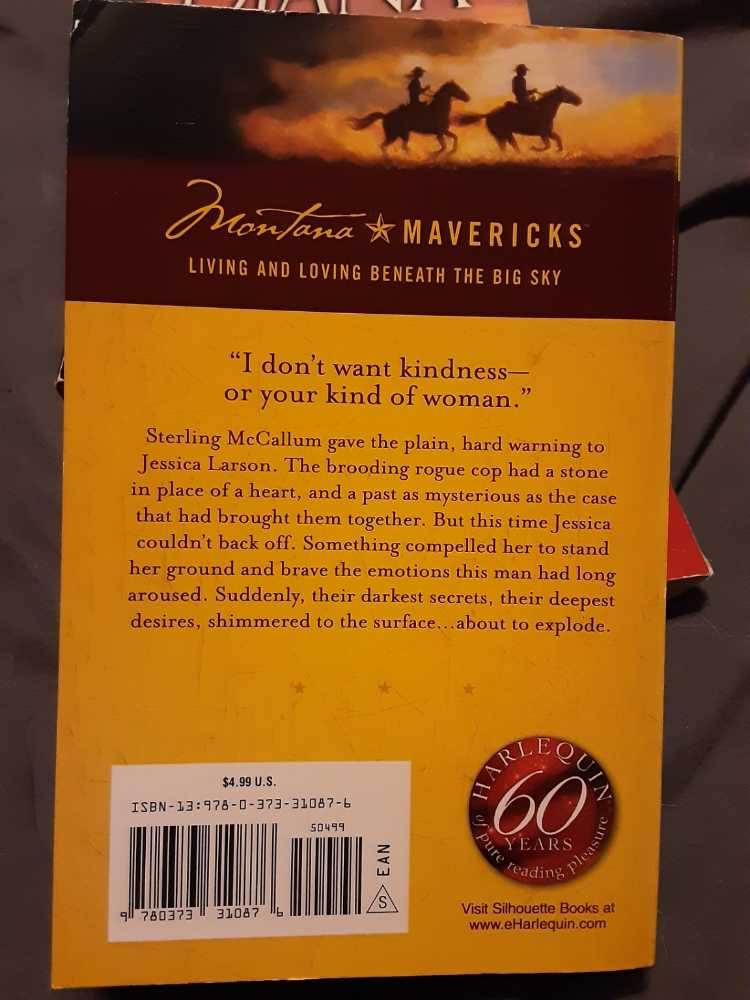 DIANA
Montana ★ MAVERICKS™
LIVING AND LOVING BENEATH THE BIG SKY
“I don’t want kindness—
or your kind of woman.”
Sterling McCallum gave the plain, hard warning to
Jessica Larson. The brooding rogue cop had a stone
in place of a heart, and a past as mysterious as the case
that had brought them together. But this time Jessica
couldn’t back off. Something compelled her to stand
her ground and brave the emotions this man had long
aroused. Suddenly, their darkest secrets, their deepest
desires, shimmered to the surface...about to explode.
$4.99 U.S.
ISBN-13:978-0-373-31087-6
50499
EAN
S
9 780373 31087 6
HARLEQUIN
60
YEARS
of pure reading pleasure
Visit Silhouette Books at
www.eHarlequin.com